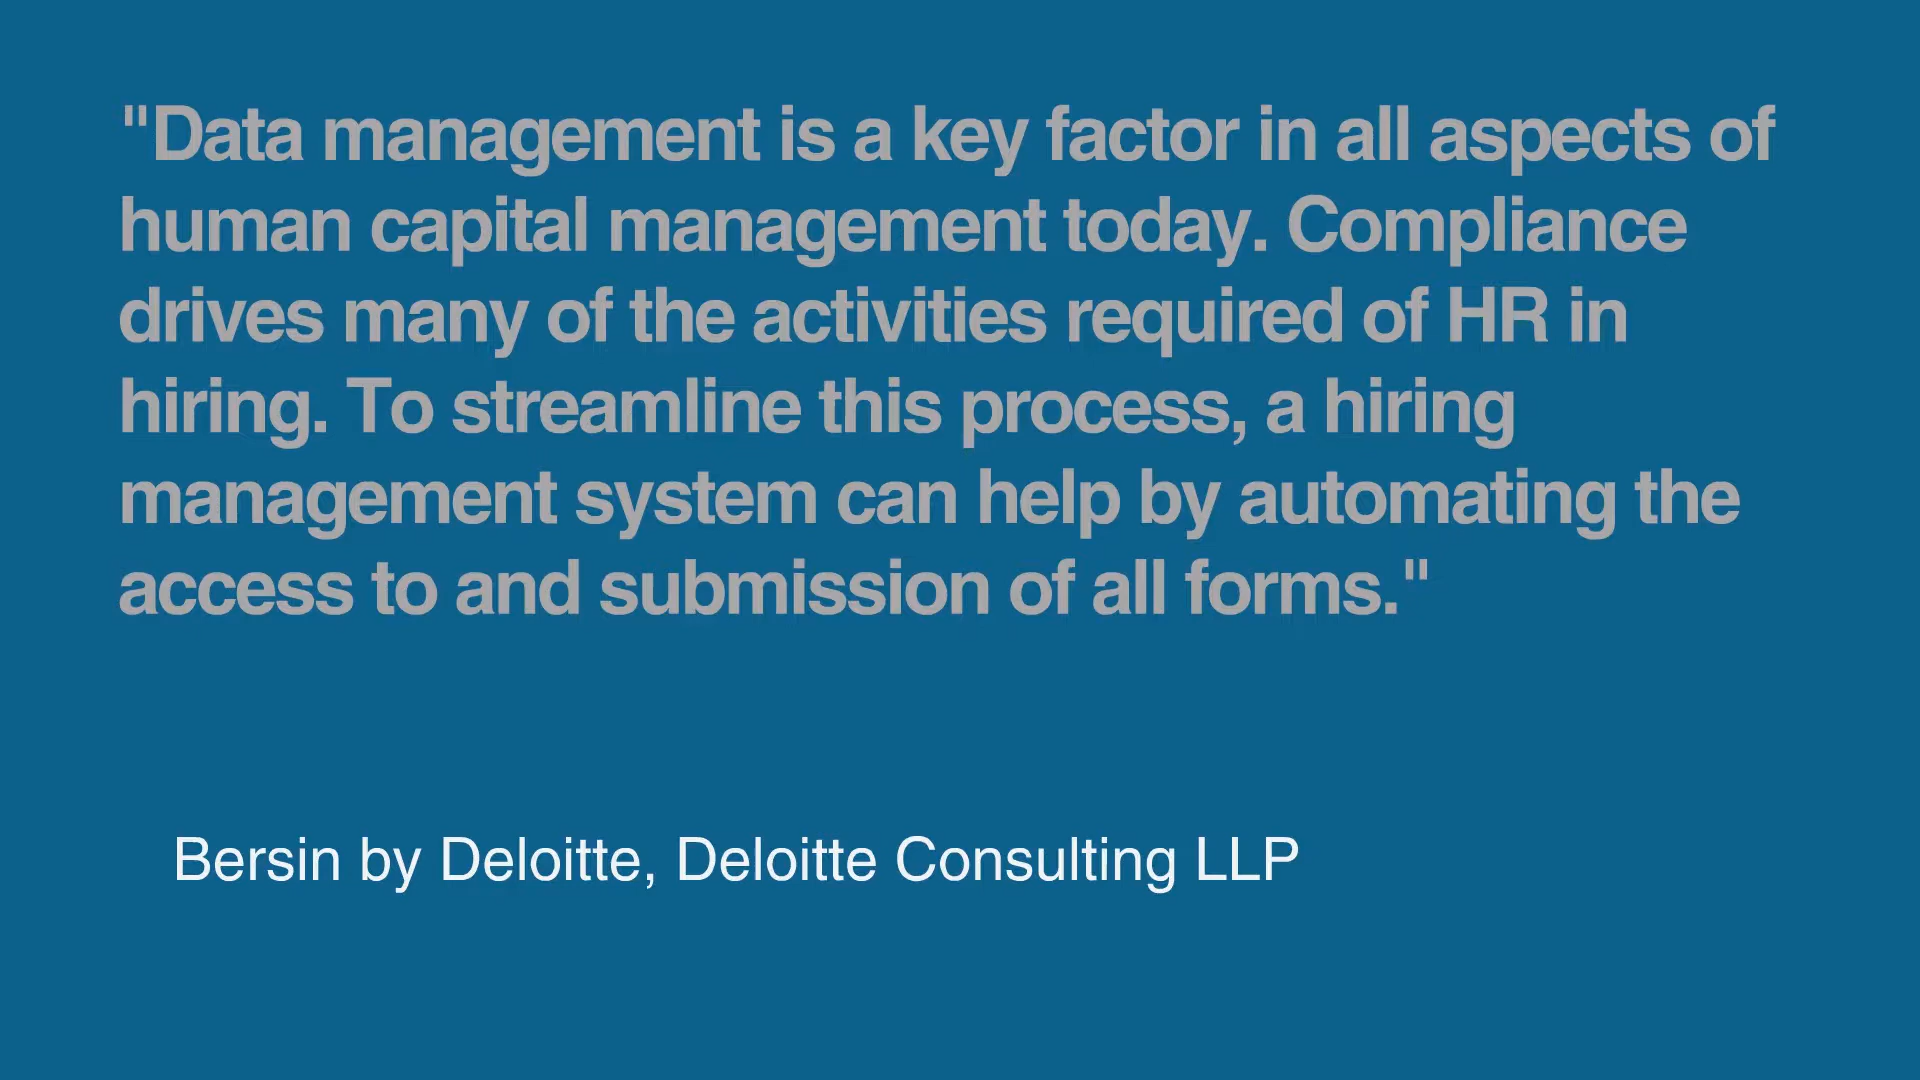 "Data management is a key factor in all aspects of
human capital management today. Compliance
drives many of the activities required of HR in
hiring. To streamline this process, a hiring
management system can help by automating the
access to and submission of all forms."
Bersin by Deloitte, Deloitte Consulting LLP